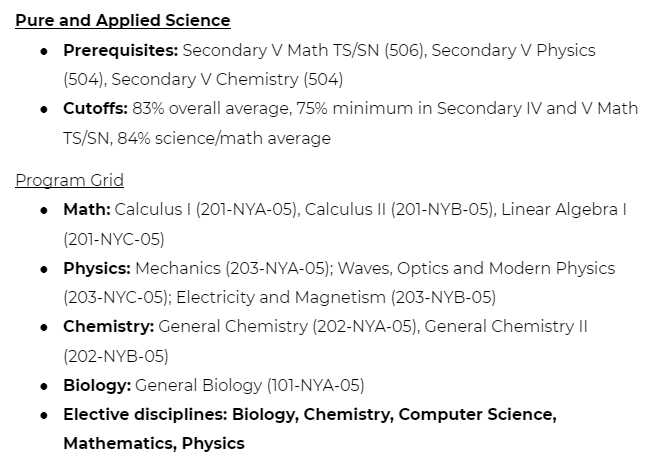 Pure and Applied Science
● Prerequisites: Secondary V Math TS/SN (506), Secondary V Physics
(504), Secondary V Chemistry (504)
● Cutoffs: 83% overall average, 75% minimum in Secondary IV and V Math
TS/SN, 84% science/math average
Program Grid
● Math: Calculus I (201-NYA-05), Calculus II (201-NYB-05), Linear Algebra I
(201-NYC-05)
● Physics: Mechanics (203-NYA-05); Waves, Optics and Modern Physics
(203-NYC-05); Electricity and Magnetism (203-NYB-05)
● Chemistry: General Chemistry (202-NYA-05), General Chemistry II
(202-NYB-05)
● Biology: General Biology (101-NYA-05)
● Elective disciplines: Biology, Chemistry, Computer Science,
Mathematics, Physics